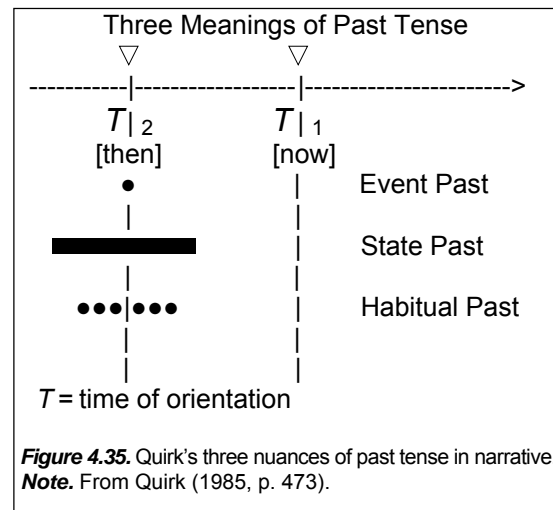 Three Meanings of Past Tense
▽ ▽
------------|----------------|-------------------->
T| 2 T| 1
[then] [now]
● | Event Past
| |
| State Past
| |
●●●|●●● | Habitual Past
| |
| |
T = time of orientation
Figure 4.35. Quirk's three nuances of past tense in narrative
Note. From Quirk (1985, p. 473).